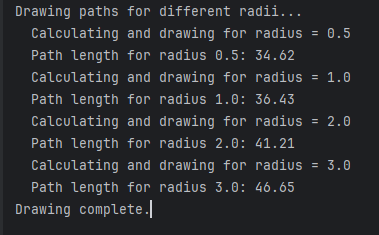 Drawing paths for different radii...
Calculating and drawing for radius = 0.5
Path length for radius 0.5: 34.62
Calculating and drawing for radius = 1.0
Path length for radius 1.0: 36.43
Calculating and drawing for radius = 2.0
Path length for radius 2.0: 41.21
Calculating and drawing for radius = 3.0
Path length for radius 3.0: 46.65
Drawing complete.